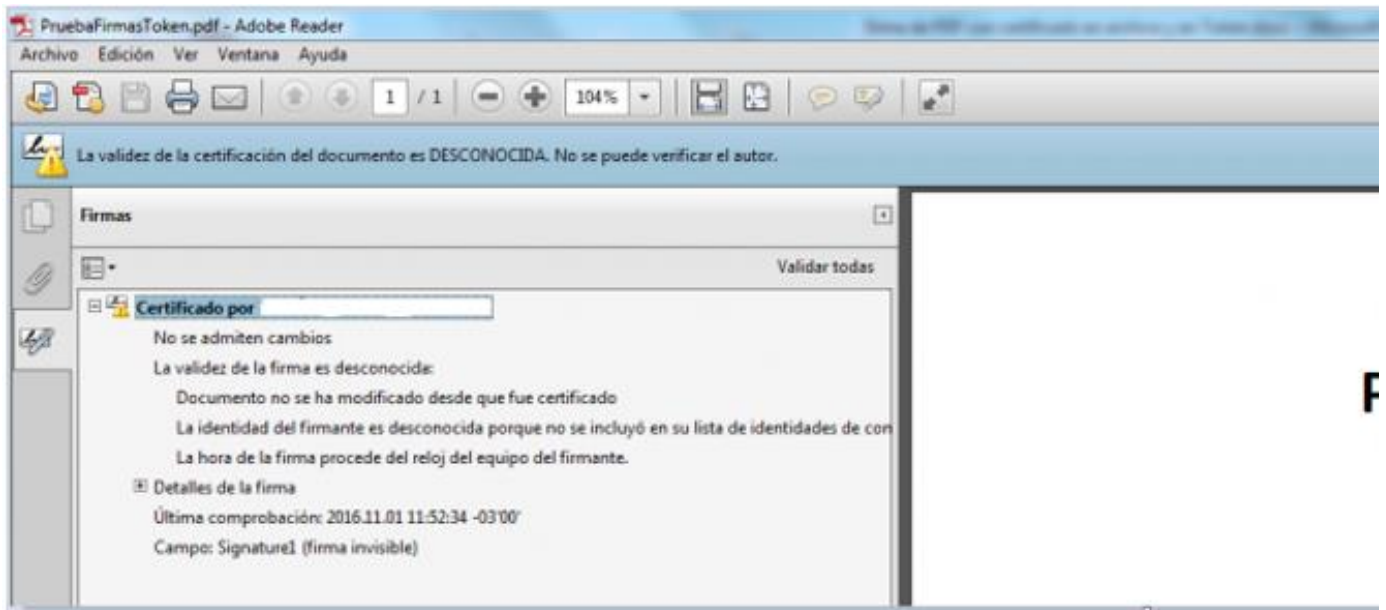 PruebaFirmasToken.pdf - Adobe Reader
Archivo Edición Ver Ventana Ayuda
1 / 1 104%
La validez de la certificación del documento es DESCONOCIDA. No se puede verificar el autor.
Firmas
Validar todas
Certificado por
No se admiten cambios
La validez de la firma es desconocida:
Documento no se ha modificado desde que fue certificado
La identidad del firmante es desconocida porque no se incluyó en su lista de identidades de con
La hora de la firma procede del reloj del equipo del firmante.
Detalles de la firma
Última comprobación: 2016.11.01 11:52:34 -03'00'
Campo: Signature1 (firma invisible)
P